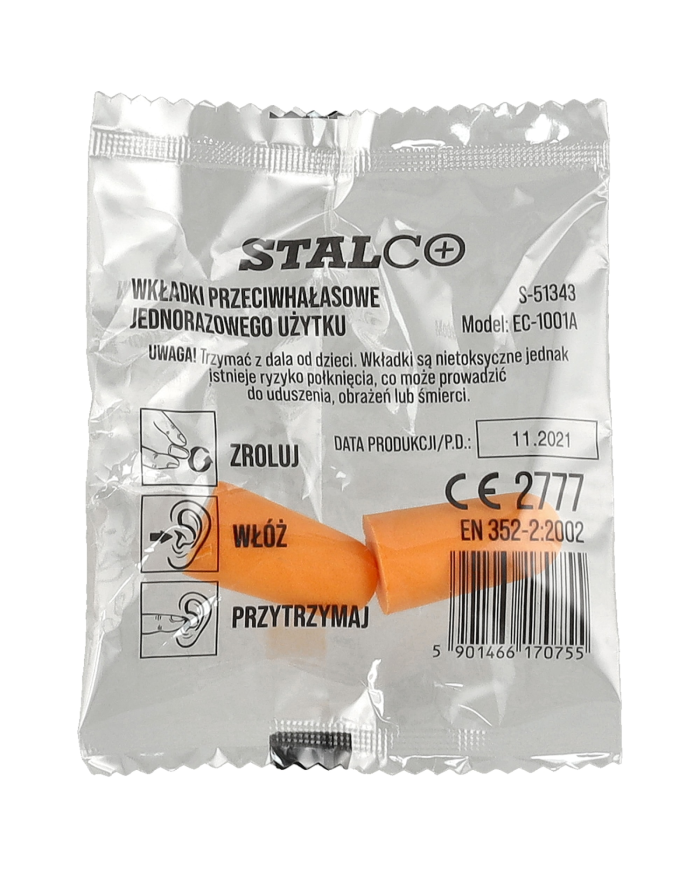 STALCO
WKŁADKI PRZECIWHAŁASOWE
JEDNORAZOWEGO UŻYTKU
S-51343
Model: EC-1001A
UWAGA! Trzymać z dala od dzieci. Wkładki są nietoksyczne jednak
istnieje ryzyko połknięcia, co może prowadzić
do uduszenia, obrażeń lub śmierci.
ZROLUJ
DATA PRODUKCJI/P.D.: 11.2021
WŁÓŻ
CE 2777
EN 352-2:2002
PRZYTRZYMAJ
5 901466 170755